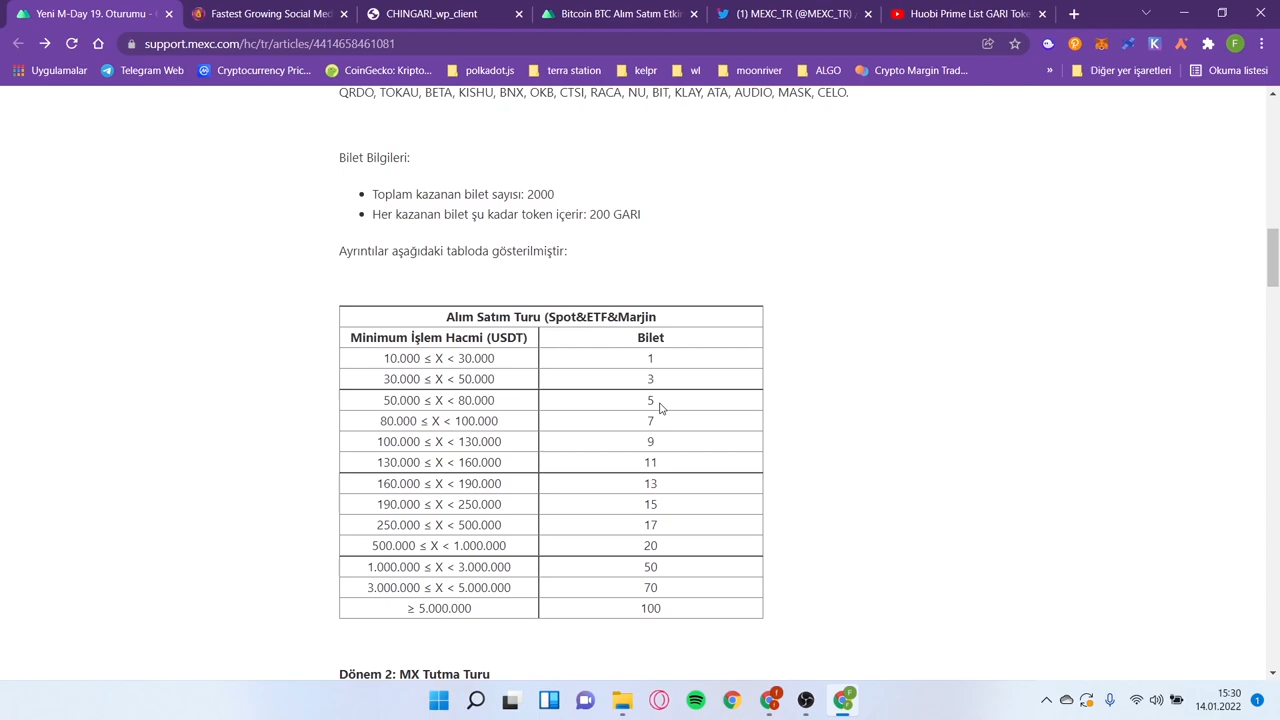 Yeni M-Day 19. Oturumu -
Fastest Growing Social Med
CHINGARI_wp_client
Bitcoin BTC Alım Satım Etkin
(1) MEXC_TR (@MEXC_TR) /
Huobi Prime List GARI Toke
support.mexc.com/hc/tr/articles/4414658461081
Uygulamalar
Telegram Web
Cryptocurrency Pric...
CoinGecko: Kripto...
polkadot.js
terra station
kelpr
wl
moonriver
ALGO
Crypto Margin Trad...
»
Diğer yer işaretleri
Okuma listesi
QRDO, TOKAU, BETA, KISHU, BNX, OKB, CTSI, RACA, NU, BIT, KLAY, ATA, AUDIO, MASK, CELO.
Bilet Bilgileri:
• Toplam kazanan bilet sayısı: 2000
• Her kazanan bilet şu kadar token içerir: 200 GARI
Ayrıntılar aşağıdaki tabloda gösterilmiştir:
Alım Satım Turu (Spot&ETF&Marjin
Minimum İşlem Hacmi (USDT) Bilet
10.000 ≤ X < 30.000 1
30.000 ≤ X < 50.000 3
50.000 ≤ X < 80.000 5
80.000 ≤ X < 100.000 7
100.000 ≤ X < 130.000 9
130.000 ≤ X < 160.000 11
160.000 ≤ X < 190.000 13
190.000 ≤ X < 250.000 15
250.000 ≤ X < 500.000 17
500.000 ≤ X < 1.000.000 20
1.000.000 ≤ X < 3.000.000 50
3.000.000 ≤ X < 5.000.000 70
≥ 5.000.000 100
Dönem 2: MX Tutma Turu
15:30
14.01.2022